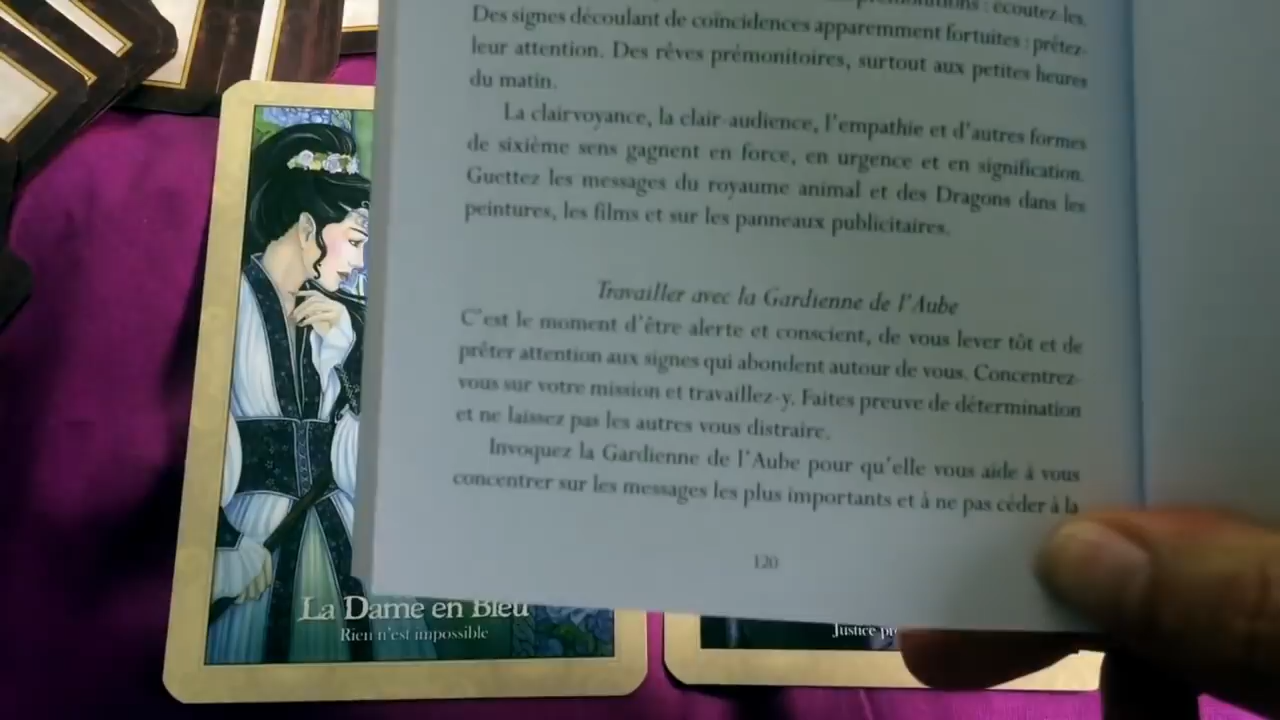 : écoutez-les.
Des signes découlant de coïncidences apparemment fortuites : prêtez-
leur attention. Des rêves prémonitoires, surtout aux petites heures
du matin.
La clairvoyance, la clair-audience, l'empathie et d'autres formes
de sixième sens gagnent en force, en urgence et en signification.
Guettez les messages du royaume animal et des Dragons dans les
peintures, les films et sur les panneaux publicitaires.
Travailler avec la Gardienne de l'Aube
C'est le moment d'être alerte et conscient, de vous lever tôt et de
prêter attention aux signes qui abondent autour de vous. Concentrez-
vous sur votre mission et travaillez-y. Faites preuve de détermination
et ne laissez pas les autres vous distraire.
Invoquez la Gardienne de l'Aube pour qu'elle vous aide à vous
concentrer sur les messages les plus importants et à ne pas céder à la
120
La Dame en Bleu
Rien n'est impossible
Justice